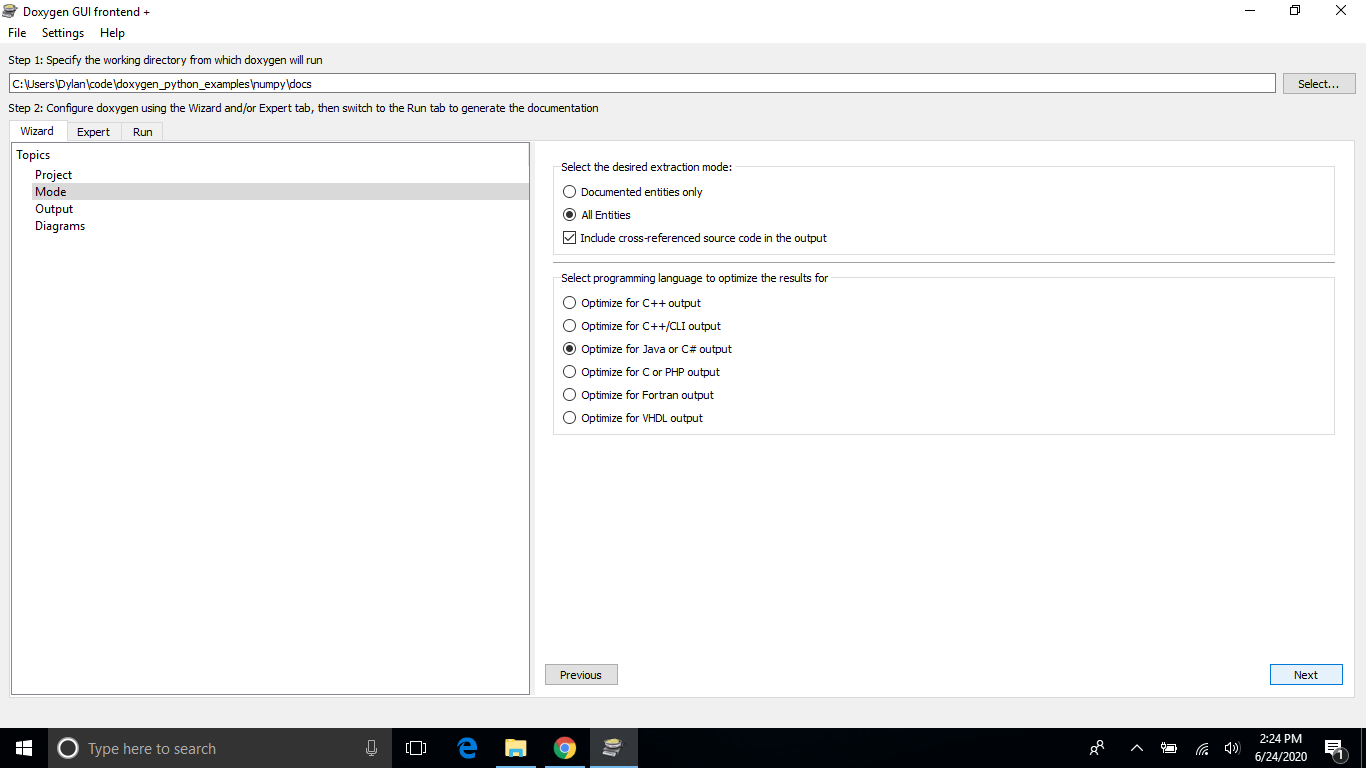 Doxygen GUI frontend +
File Settings Help
Step 1: Specify the working directory from which doxygen will run
C:\Users\Dylan\code\doxygen_python_examples\numpy\docs
Select...
Step 2: Configure doxygen using the Wizard and/or Expert tab, then switch to the Run tab to generate the documentation
Wizard Expert Run
Topics
Project
Mode
Output
Diagrams
Select the desired extraction mode:
Documented entities only
All Entities
Include cross-referenced source code in the output
Select programming language to optimize the results for
Optimize for C++ output
Optimize for C++/CLI output
Optimize for Java or C# output
Optimize for C or PHP output
Optimize for Fortran output
Optimize for VHDL output
Previous
Next
Type here to search
2:24 PM
6/24/2020
1